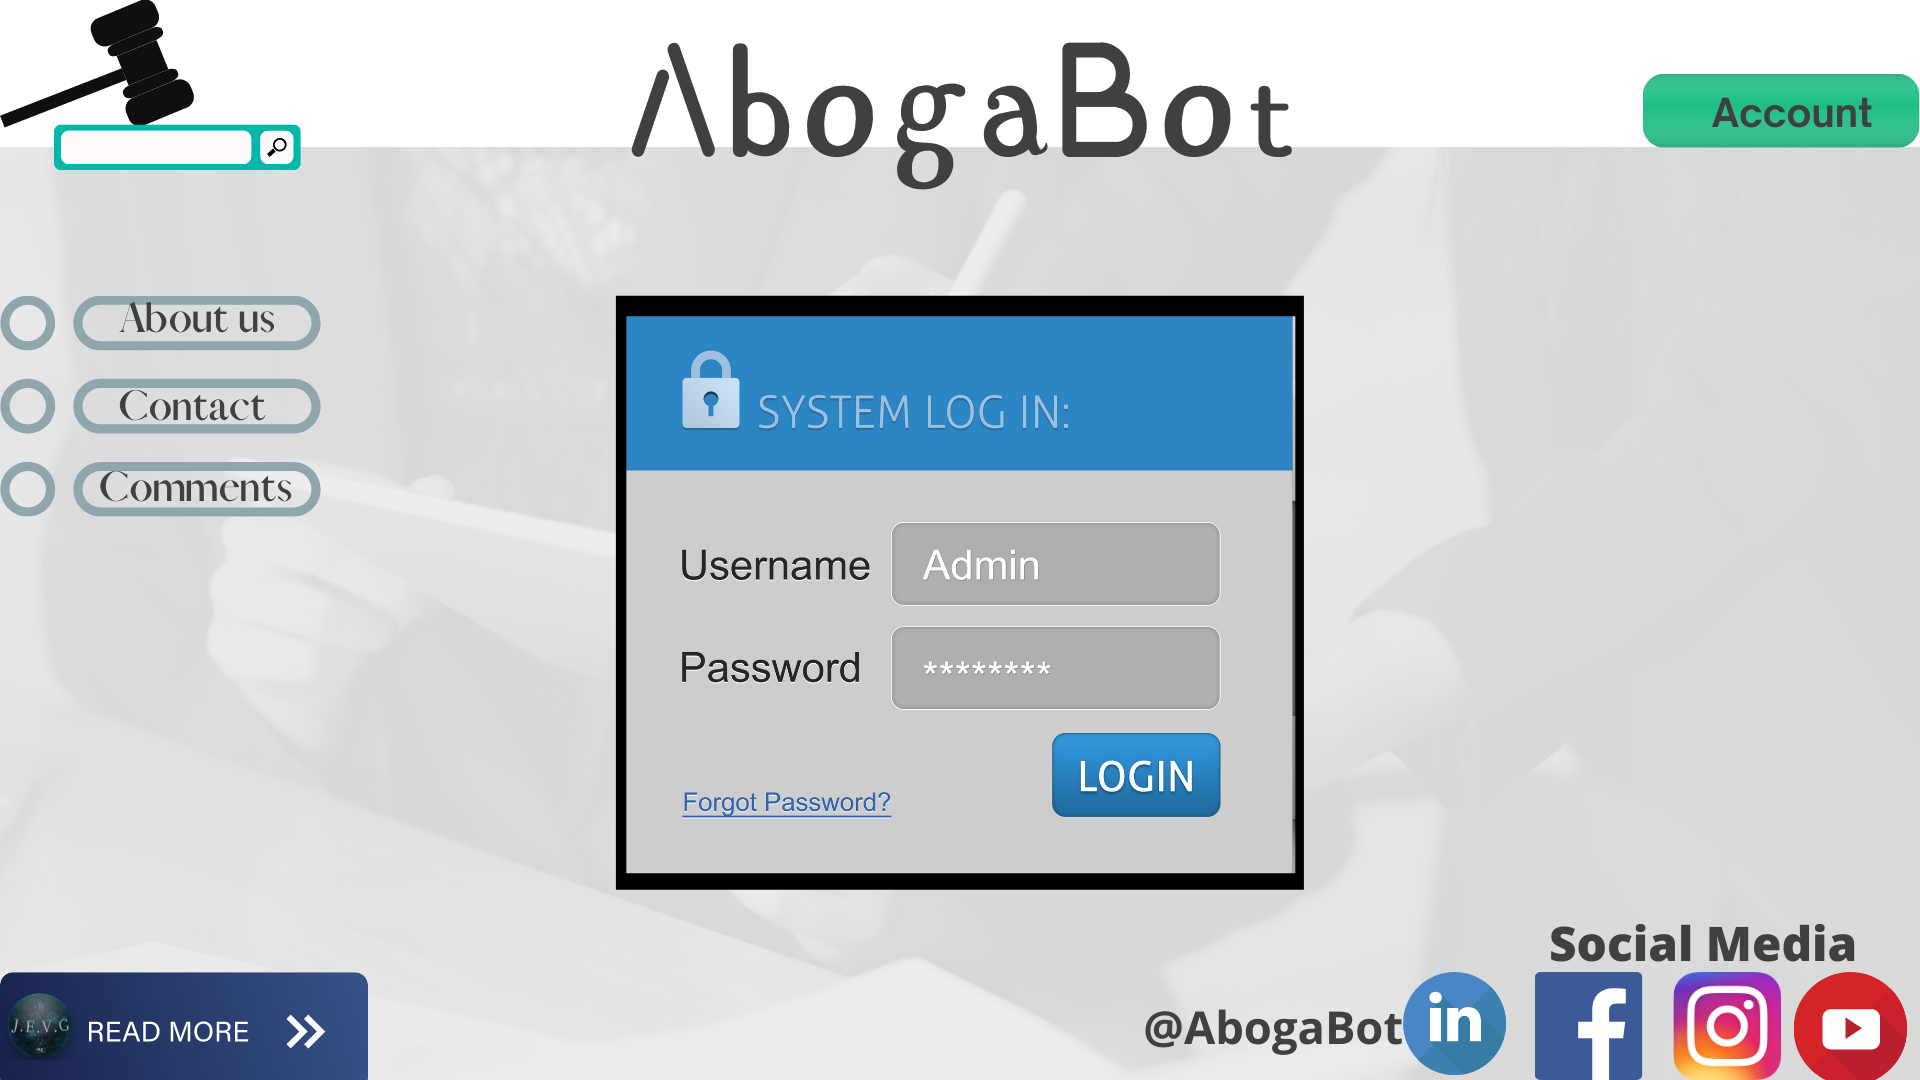 AbogaBot
Account
About us
Contact
Comments
SYSTEM LOG IN:
Username Admin
Password ********
LOGIN
Forgot Password?
Social Media
@AbogaBot
in
f
J.E.V.G
READ MORE